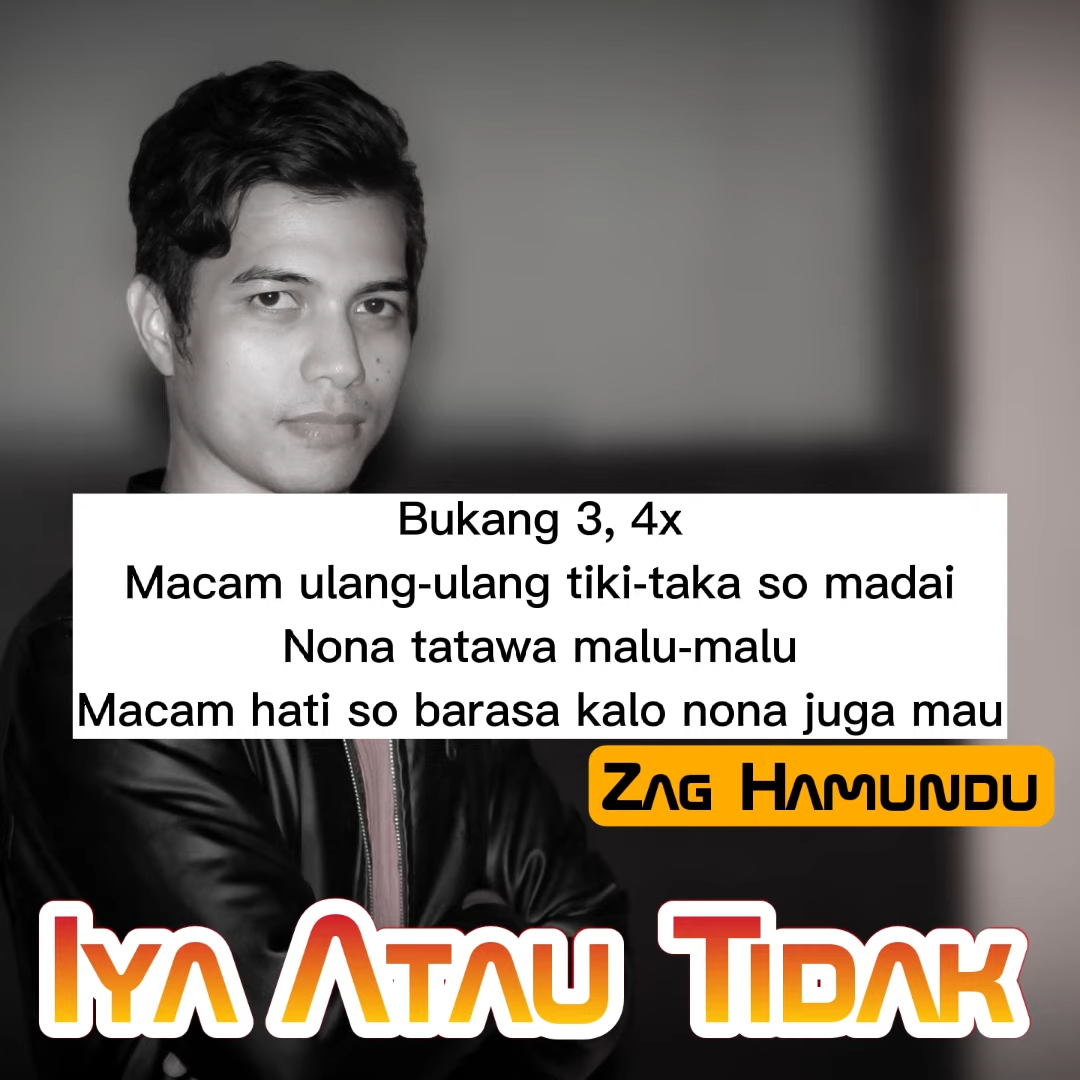 Bukang 3, 4x
Macam ulang-ulang tiki-taka so madai
Nona tatawa malu-malu
Macam hati so barasa kalo nona juga mau
Zag Hamundu
Iya Atau Tidak